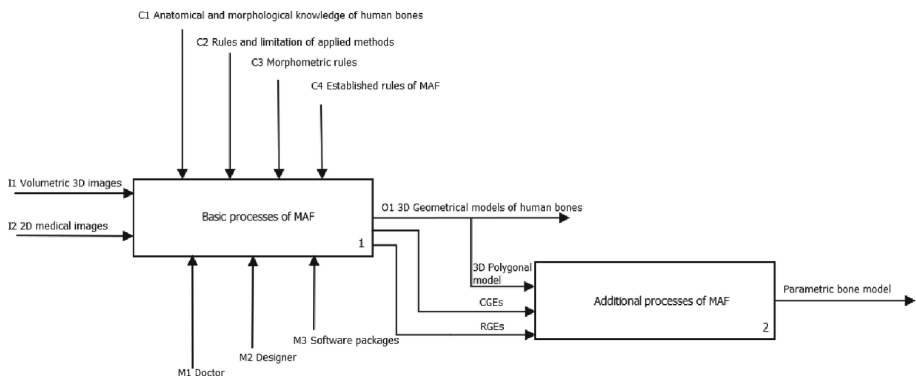 C1 Anatomical and morphological knowledge of human bones
C2 Rules and limitation of applied methods
C3 Morphometric rules
C4 Established rules of MAF
I1 Volumetric 3D images
I2 2D medical images
Basic processes of MAF
1
O1 3D Geometrical models of human bones
3D Polygonal
model
CGEs
RGEs
Additional processes of MAF
2
Parametric bone model
M3 Software packages
M2 Designer
M1 Doctor